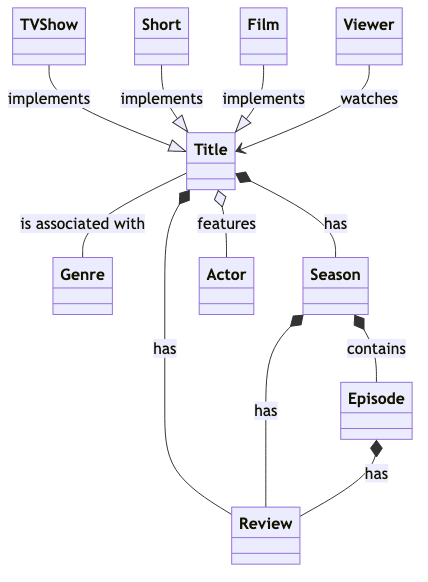 TVShow
Short
Film
Viewer
implements
implements
implements
watches
Title
is associated with
features
has
Genre
Actor
Season
has
has
contains
Episode
has
Review